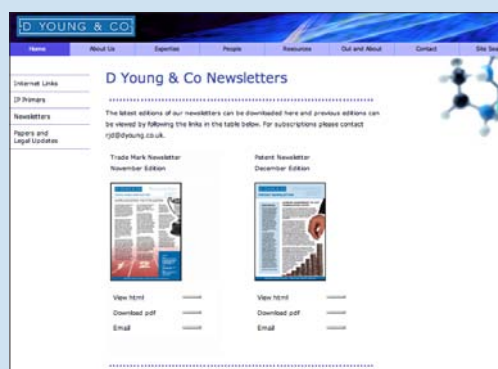 D YOUNG & CO
Home About Us Expertise People Resources Out and About Contact Site Sea
Internet Links
IP Primers
Newsletters
Papers and
Legal Updates
D Young & Co Newsletters
The latest editions of our newsletters can be downloaded here and previous editions can
be viewed by following the links in the table below. For subscriptions please contact
rjd@dyoung.co.uk.
Trade Mark Newsletter
November Edition
Patent Newsletter
December Edition
View html
Download pdf
Email
View html
Download pdf
Email